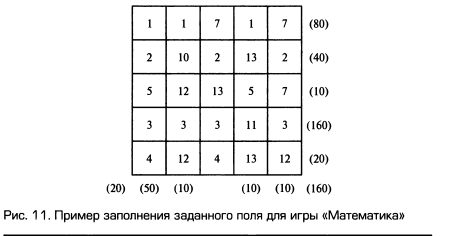 1 1 7 1 7 (80)
2 10 2 13 2 (40)
5 12 13 5 7 (10)
3 3 3 11 3 (160)
4 12 4 13 12 (20)
(20) (50) (10) (10) (10) (160)
Рис. 11. Пример заполнения заданного поля для игры «Математика»